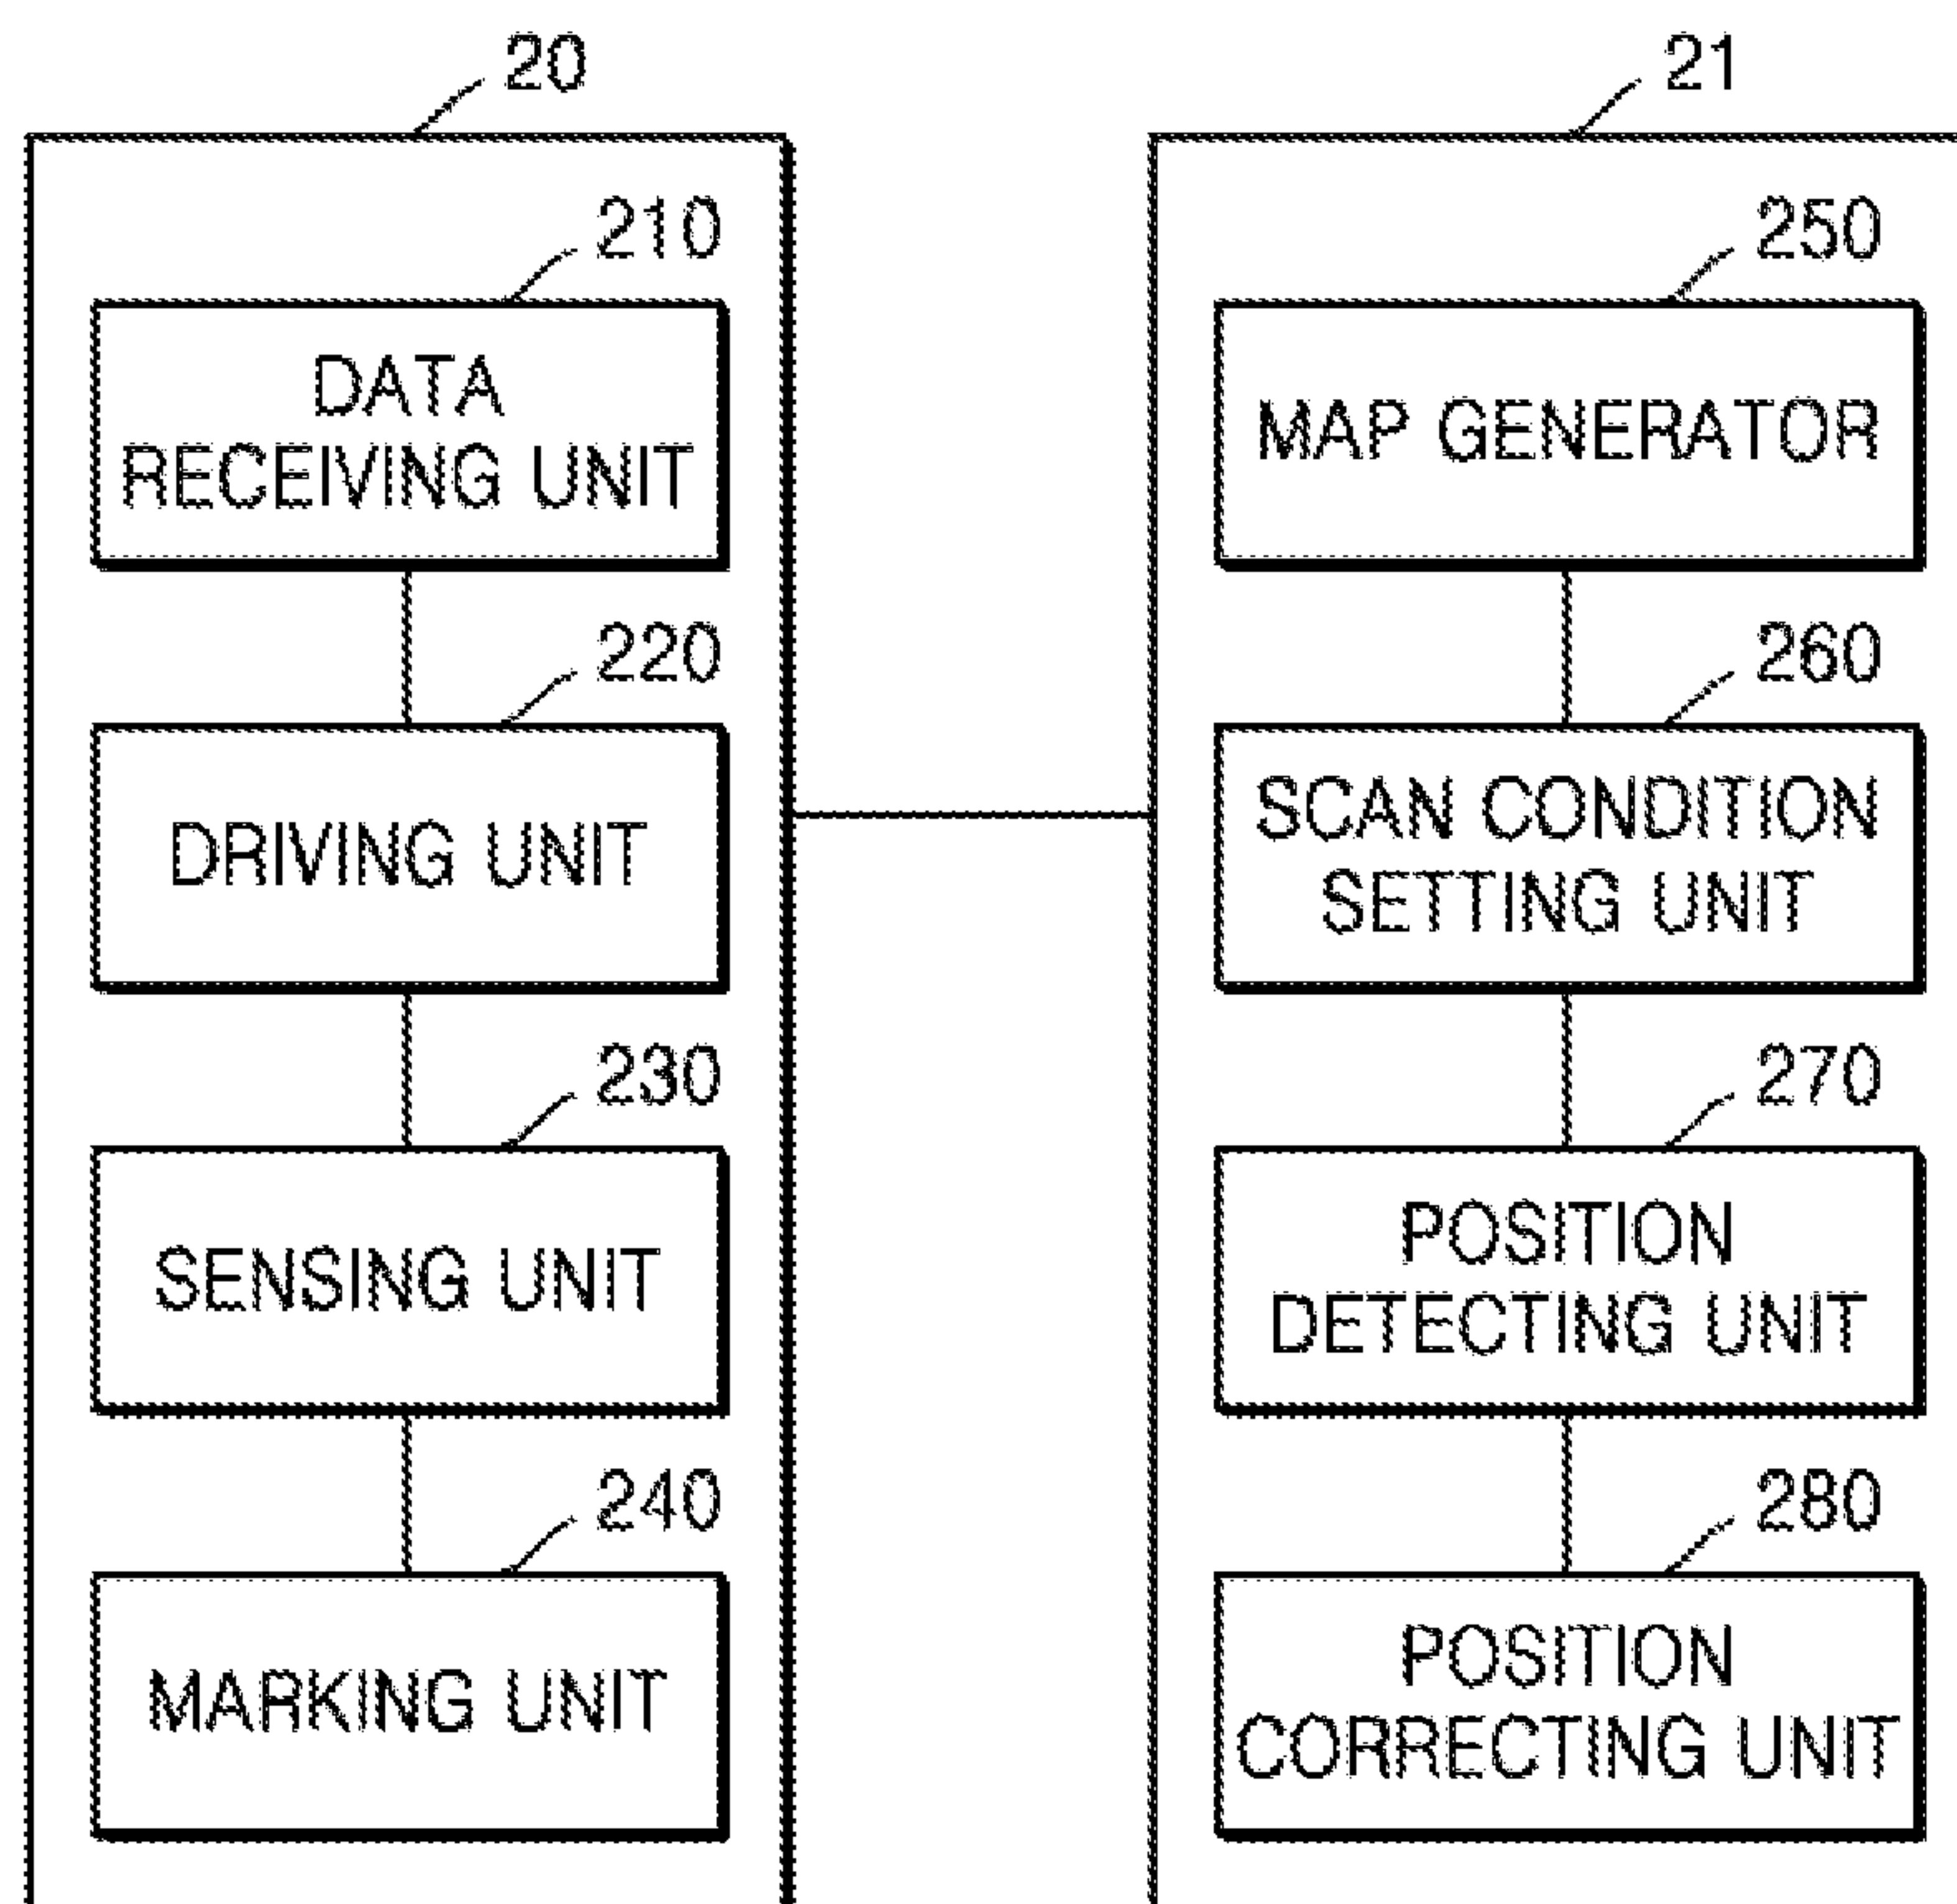 20
210
DATA
RECEIVING UNIT
220
DRIVING UNIT
230
SENSING UNIT
240
MARKING UNIT
21
250
MAP GENERATOR
260
SCAN CONDITION
SETTING UNIT
270
POSITION
DETECTING UNIT
280
POSITION
CORRECTING UNIT